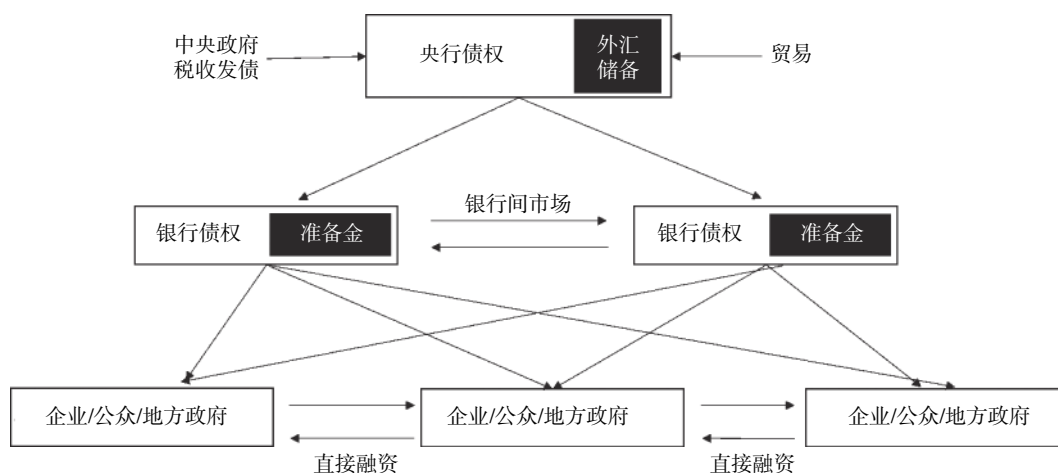 中央政府
税收发债
央行债权
外汇
储备
贸易
银行间市场
银行债权
准备金
银行债权
准备金
企业/公众/地方政府
企业/公众/地方政府
企业/公众/地方政府
直接融资
直接融资